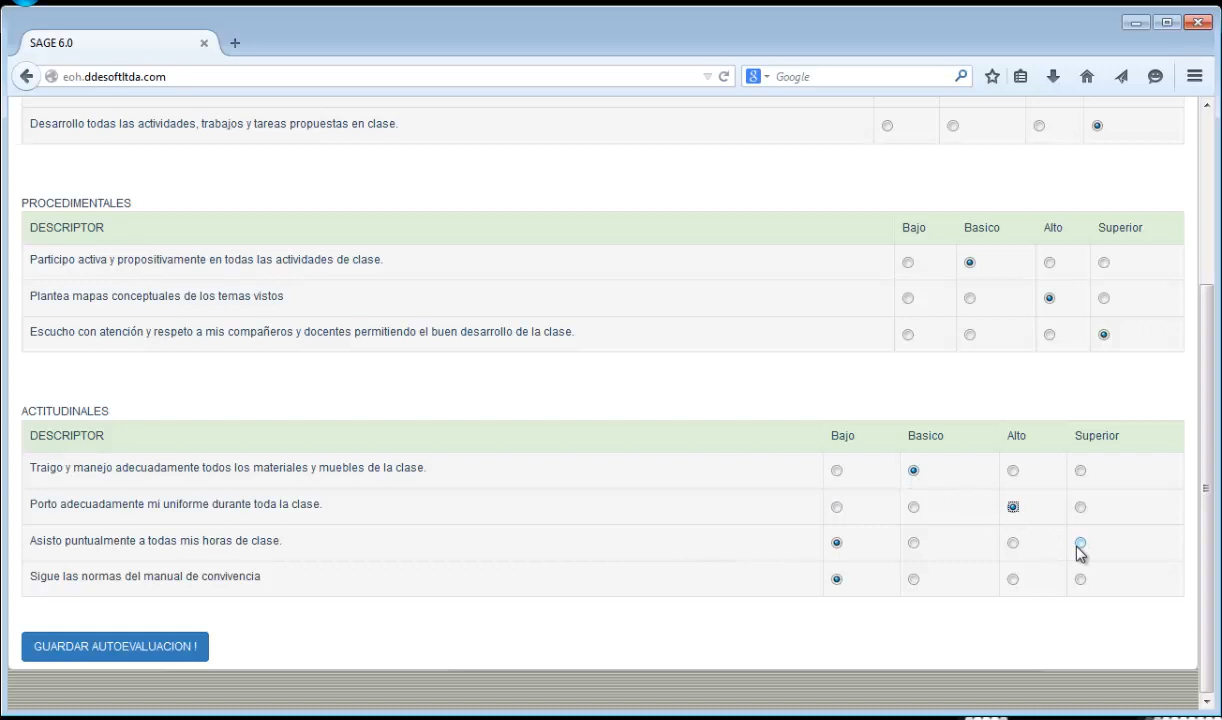 SAGE 6.0
eoh.ddesoftltda.com
Google
Desarrollo todas las actividades, trabajos y tareas propuestas en clase.
PROCEDIMENTALES
DESCRIPTOR Bajo Basico Alto Superior
Participo activa y propositivamente en todas las actividades de clase.
Plantea mapas conceptuales de los temas vistos
Escucho con atención y respeto a mis compañeros y docentes permitiendo el buen desarrollo de la clase.
ACTITUDINALES
DESCRIPTOR Bajo Basico Alto Superior
Traigo y manejo adecuadamente todos los materiales y muebles de la clase.
Porto adecuadamente mi uniforme durante toda la clase.
Asisto puntualmente a todas mis horas de clase.
Sigue las normas del manual de convivencia
GUARDAR AUTOEVALUACION !